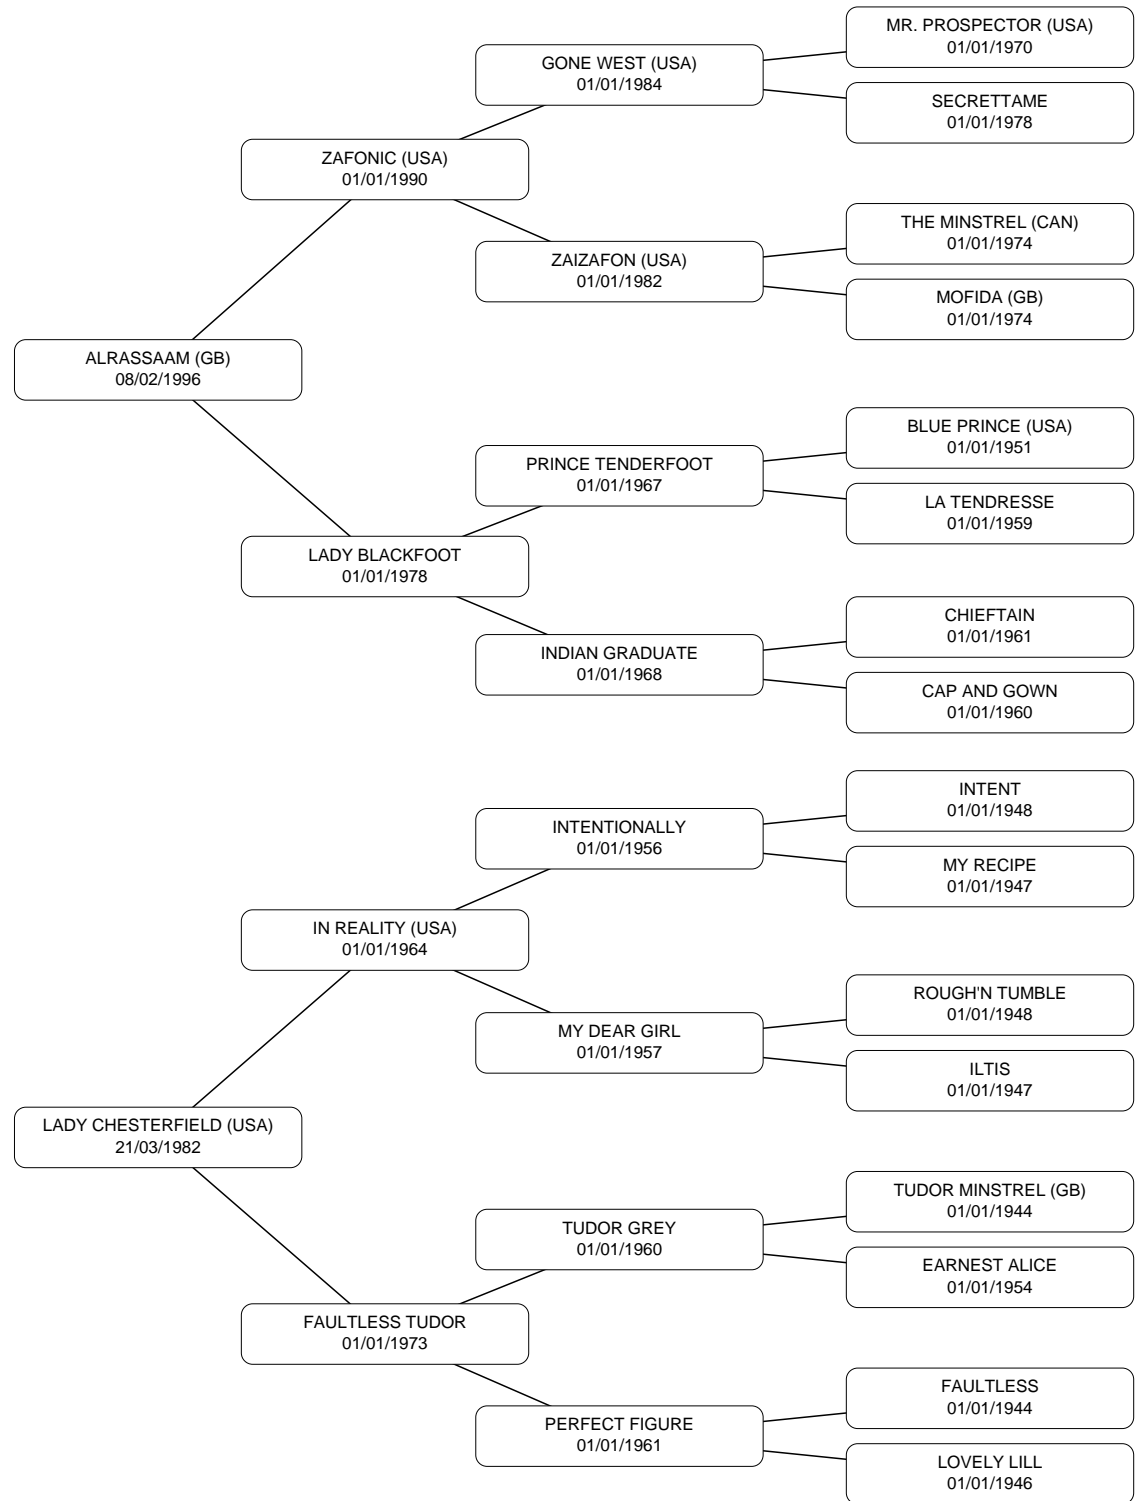 MR. PROSPECTOR (USA)
01/01/1970
GONE WEST (USA)
01/01/1984
SECRETTAME
01/01/1978
ZAFONIC (USA)
01/01/1990
THE MINSTREL (CAN)
01/01/1974
ZAIZAFON (USA)
01/01/1982
MOFIDA (GB)
01/01/1974
ALRASSAAM (GB)
08/02/1996
BLUE PRINCE (USA)
01/01/1951
PRINCE TENDERFOOT
01/01/1967
LA TENDRESSE
01/01/1959
LADY BLACKFOOT
01/01/1978
CHIEFTAIN
01/01/1961
INDIAN GRADUATE
01/01/1968
CAP AND GOWN
01/01/1960
INTENT
01/01/1948
INTENTIONALLY
01/01/1956
MY RECIPE
01/01/1947
IN REALITY (USA)
01/01/1964
ROUGH'N TUMBLE
01/01/1948
MY DEAR GIRL
01/01/1957
ILTIS
01/01/1947
LADY CHESTERFIELD (USA)
21/03/1982
TUDOR MINSTREL (GB)
01/01/1944
TUDOR GREY
01/01/1960
EARNEST ALICE
01/01/1954
FAULTLESS TUDOR
01/01/1973
FAULTLESS
01/01/1944
PERFECT FIGURE
01/01/1961
LOVELY LILL
01/01/1946